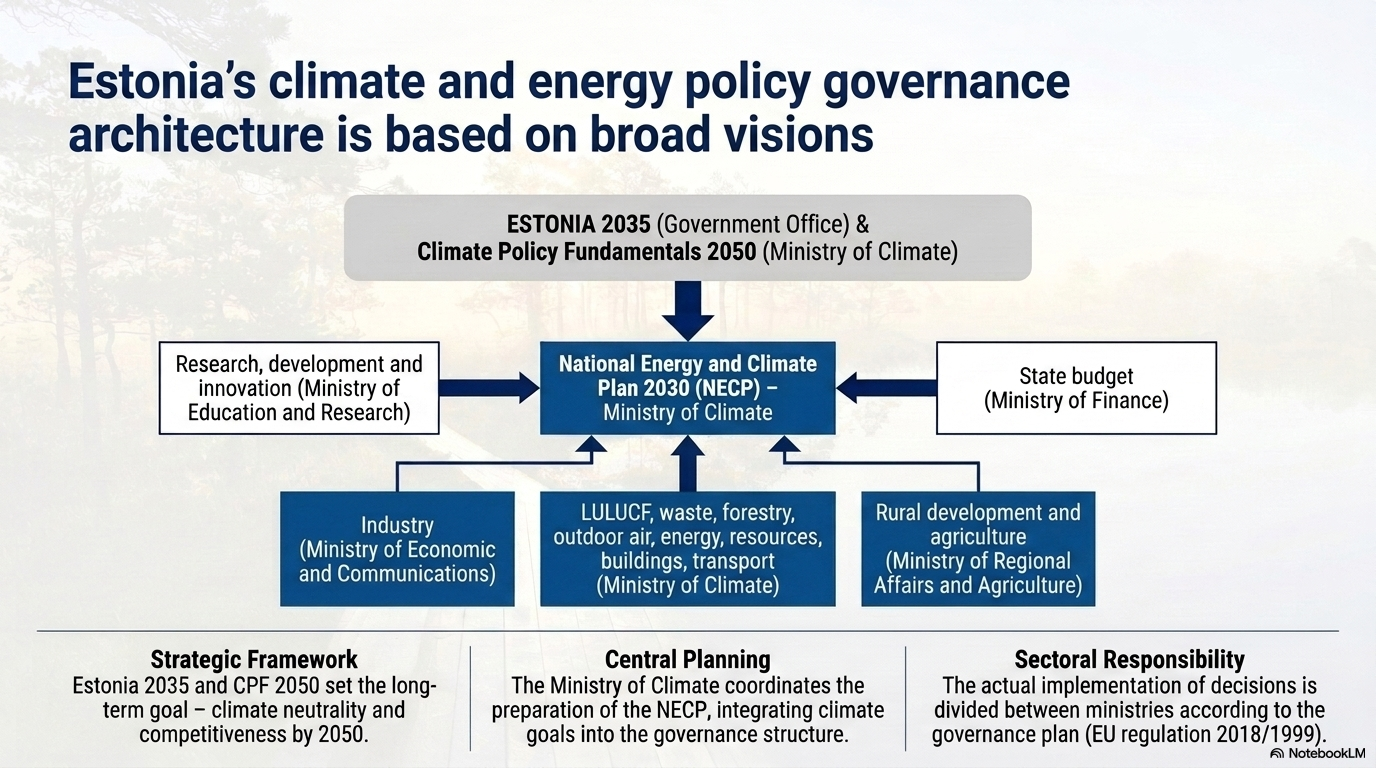 Estonia's climate and energy policy governance
architecture is based on broad visions
ESTONIA 2035 (Government Office) &
Climate Policy Fundamentals 2050 (Ministry of Climate)
Research, development and
innovation (Ministry of
Education and Research)
National Energy and Climate
Plan 2030 (NECP) –
Ministry of Climate
State budget
(Ministry of Finance)
Industry
(Ministry of Economic
and Communications)
LULUCF, waste, forestry,
outdoor air, energy, resources,
buildings, transport
(Ministry of Climate)
Rural development and
agriculture
(Ministry of Regional
Affairs and Agriculture)
Strategic Framework
Estonia 2035 and CPF 2050 set the long-
term goal – climate neutrality and
competitiveness by 2050.
Central Planning
The Ministry of Climate coordinates the
preparation of the NECP, integrating climate
goals into the governance structure.
Sectoral Responsibility
The actual implementation of decisions is
divided between ministries according to the
governance plan (EU regulation 2018/1999).
NotebookLM